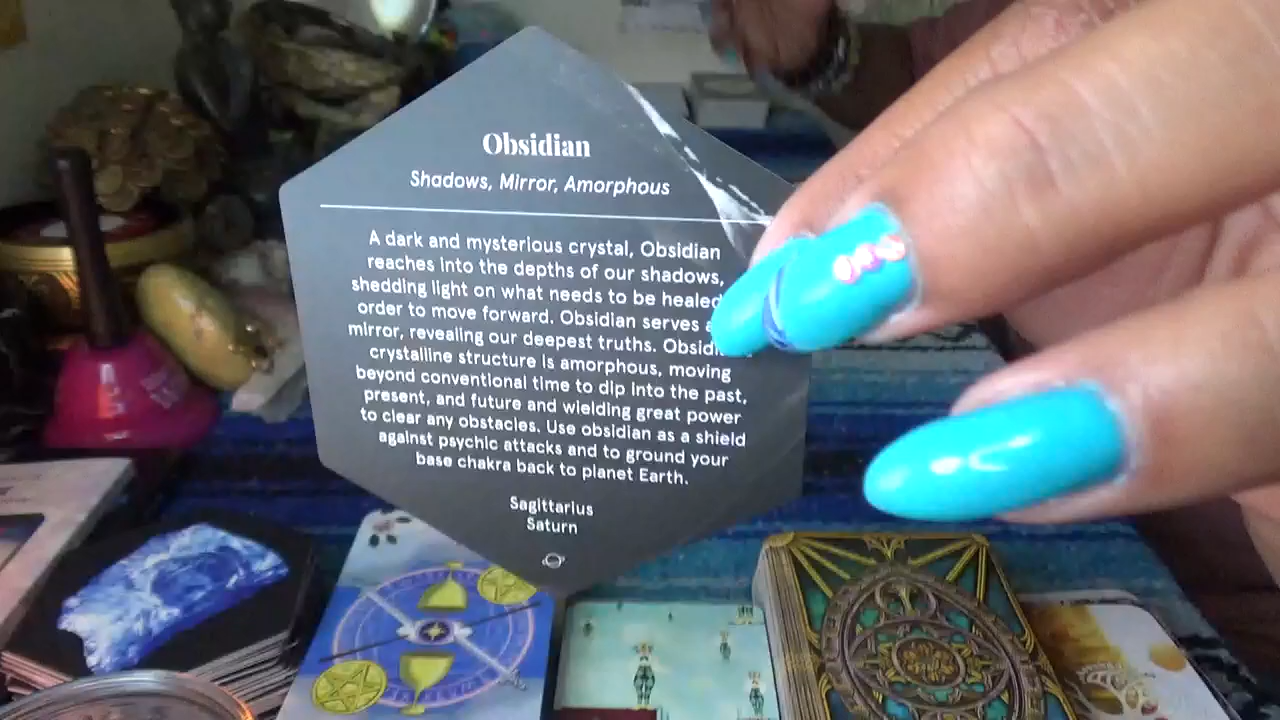 Obsidian
Shadows, Mirror, Amorphous
A dark and mysterious crystal, Obsidian
reaches into the depths of our shadows,
shedding light on what needs to be healed
order to move forward. Obsidian serves
mirror, revealing our deepest truths.
crystalline structure is amorphous, moving
beyond conventional time to dip into the past,
present, and future and wielding great power
to clear any obstacles. Use obsidian as a shield
against psychic attacks and to ground your
base chakra back to planet Earth.
Sagittarius
Saturn